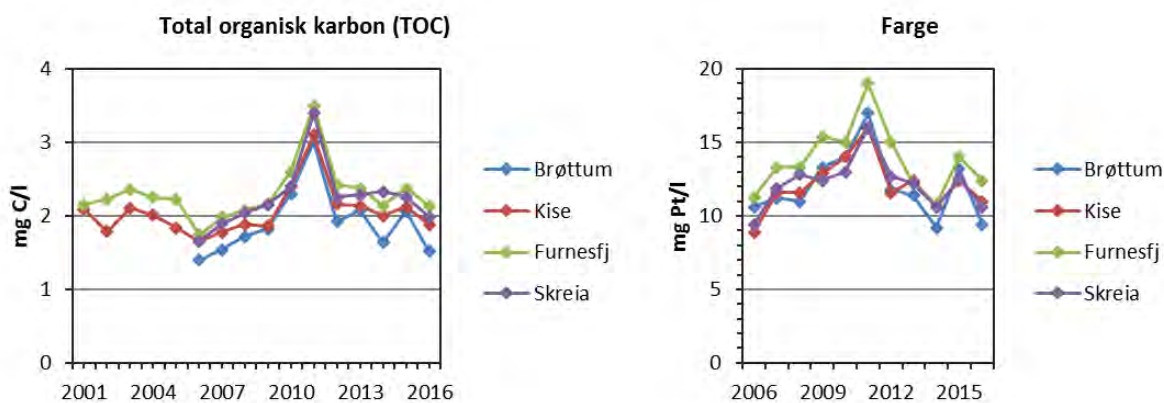 Total organisk karbon (TOC)
4
3
2
1
0
mg C/l
2001 2004 2007 2010 2013 2016
Brøttum
Kise
Furnesfj
Skreia
Farge
20
15
10
5
0
mg Pt/l
2006 2009 2012 2015
Brøttum
Kise
Furnesfj
Skreia